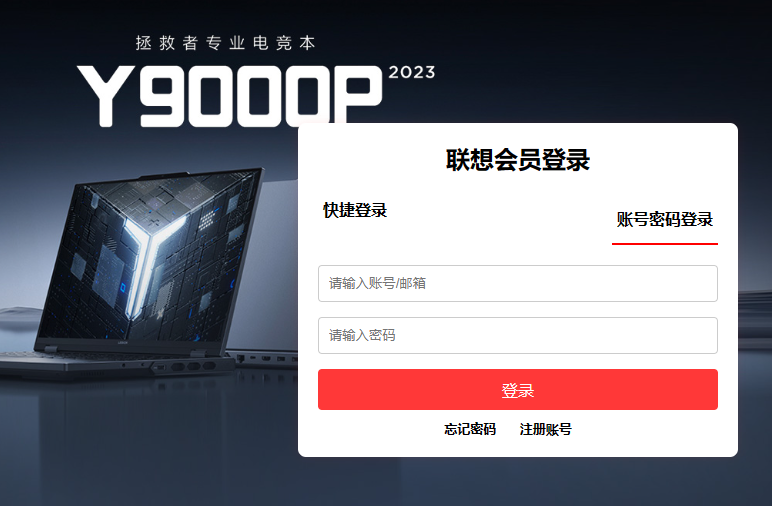 拯救者专业电竞本
Y9000P 2023
联想会员登录
快捷登录
账号密码登录
请输入账号/邮箱
请输入密码
登录
忘记密码 注册账号